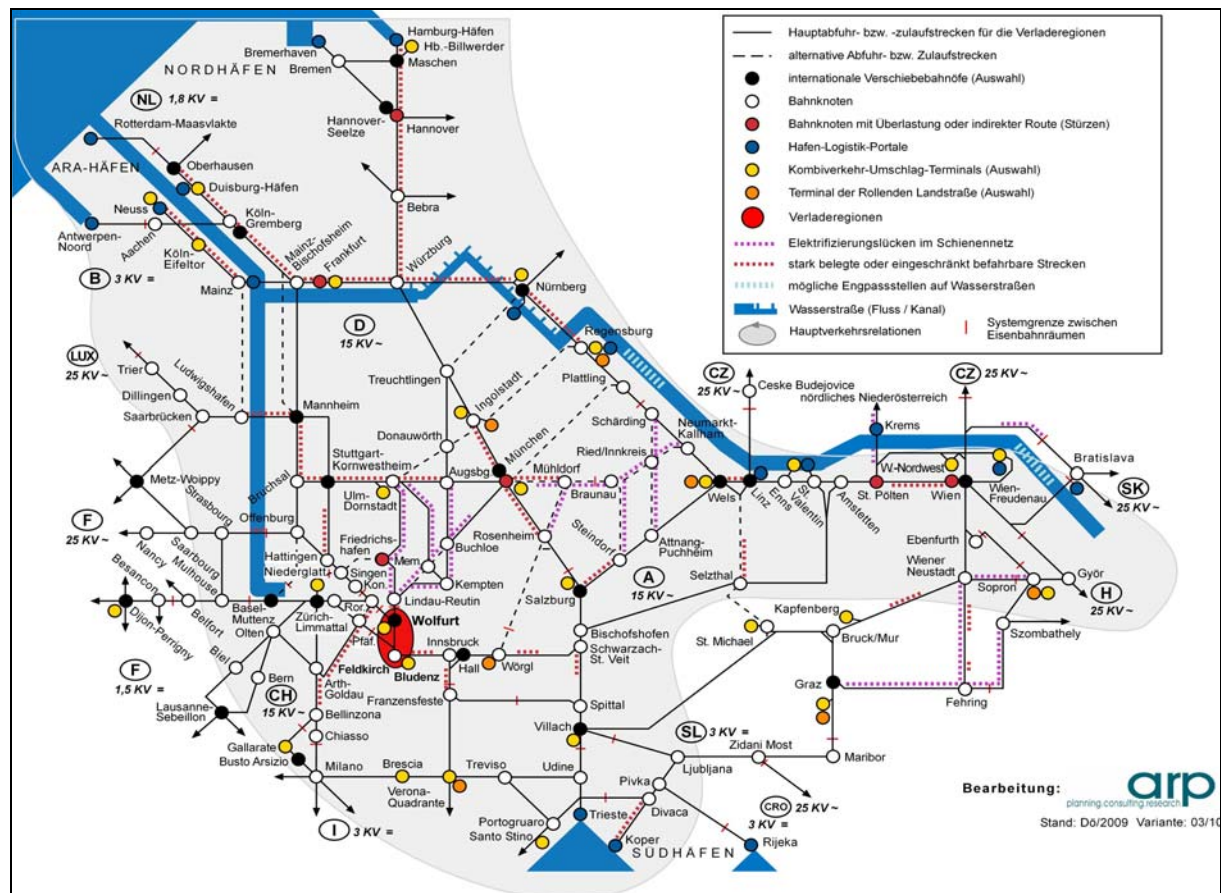 Hauptabfuhr- bzw. -zulaufstrecken für die Verladeregionen
alternative Abfuhr- bzw. Zulaufstrecken
internationale Verschiebebahnhöfe (Auswahl)
Bahnknoten
Bahnknoten mit Überlastung oder indirekter Route (Stürzen)
Hafen-Logistik-Portale
Kombiverkehr-Umschlag-Terminals (Auswahl)
Terminal der Rollenden Landstraße (Auswahl)
Verladeregionen
Elektrifizierungslücken im Schienennetz
stark belegte oder eingeschränkt befahrbare Strecken
mögliche Engpassstellen auf Wasserstraßen
Wasserstraße (Fluss / Kanal)
Hauptverkehrsrelationen
Systemgrenze zwischen
Eisenbahnräumen
Hamburg-Häfen
Hb.-Billwerder
Bremerhaven
Bremen
Maschen
NORDHÄFEN
NL 1,8 KV =
Rotterdam-Maasvlakte
Hannover-
Seelze
Hannover
ARA-HÄFEN
Oberhausen
Duisburg-Häfen
Neuss
Köln-
Gremberg
Bebra
Antwerpen-
Noord
Aachen
Köln-
Eifeltor
Mainz-
Bischofsheim
Frankfurt
Würzburg
B 3 KV =
Mainz
Nürnberg
D
15 KV ~
Regensburg
LUX
25 KV ~
Trier
Dillingen
Saarbrücken
Ludwigshafen
Mannheim
Treuchtlingen
Ingolstadt
Plattling
Schärding
CZ
25 KV ~
Ceske Budejovice
nördliches Niederösterreich
CZ 25 KV ~
Donauwörth
München
Neumarkt-
Kallham
Krems
Stuttgart-
Kornwestheim
Augsbg.
Mühldorf
Ried/Innkreis
W.-Nordwest
Bratislava
Metz-Woippy
Strasbourg
Bruchsal
Ulm-
Dornstadt
Braunau
Wels
Linz
Enns
St.
Valentin
Amstetten
St. Pölten
Wien
Wien-
Freudenau
SK
25 KV ~
F
25 KV ~
Nancy
Saarbourg
Offenburg
Hattingen
Friedrichs-
hafen
Mem.
Buchloe
Rosenheim
Steindorf
Attnang-
Puchheim
Ebenfurth
Wiener
Neustadt
Besancon
Mulhouse
Niederglatt
Singen
Kon.
Kempten
Salzburg
A
15 KV ~
Selzthal
Sopron
Györ
H
25 KV ~
Dijon-Perrigny
Belfort
Basel-
Muttenz
Olten
Zürich-
Limmattal
Ror.
Lindau-Reutin
Wolfurt
Pfäf.
Innsbruck
Bischofshofen
Kapfenberg
St. Michael
Bruck/Mur
Szombathely
F
1,5 KV =
Biel
Bern
CH
15 KV ~
Feldkirch
Bludenz
Hall
Wörgl
Schwarzach-
St. Veit
Arth-
Goldau
Franzensfeste
Graz
Fehring
Lausanne-
Sebeillon
Bellinzona
Spittal
Chiasso
Villach
SL 3 KV =
Zidani Most
Gallarate
Busto Arsizio
Milano
Brescia
Verona-
Quadrante
Treviso
Udine
Ljubljana
Maribor
Pivka
Divaca
CRO 25 KV ~
3 KV =
I 3 KV =
Portogruaro
Santo Stino
Trieste
Koper
SÜDHÄFEN
Rijeka
Bearbeitung:
arp
planning.consulting.research
Stand: Dö/2009 Variante: 03/10